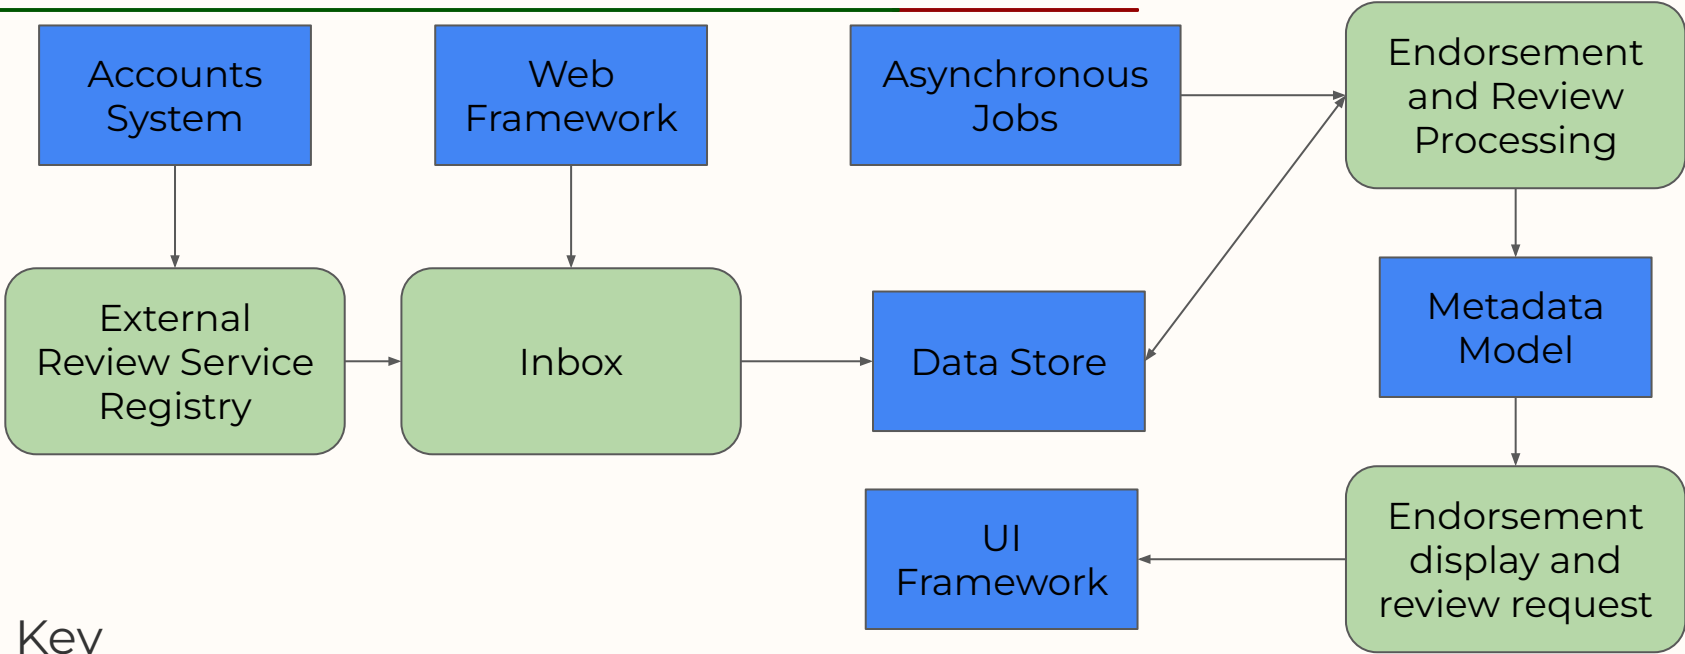 Accounts
System
Web
Framework
Asynchronous
Jobs
Endorsement
and Review
Processing
External
Review Service
Registry
Inbox
Data Store
Metadata
Model
UI
Framework
Endorsement
display and
review request
Key